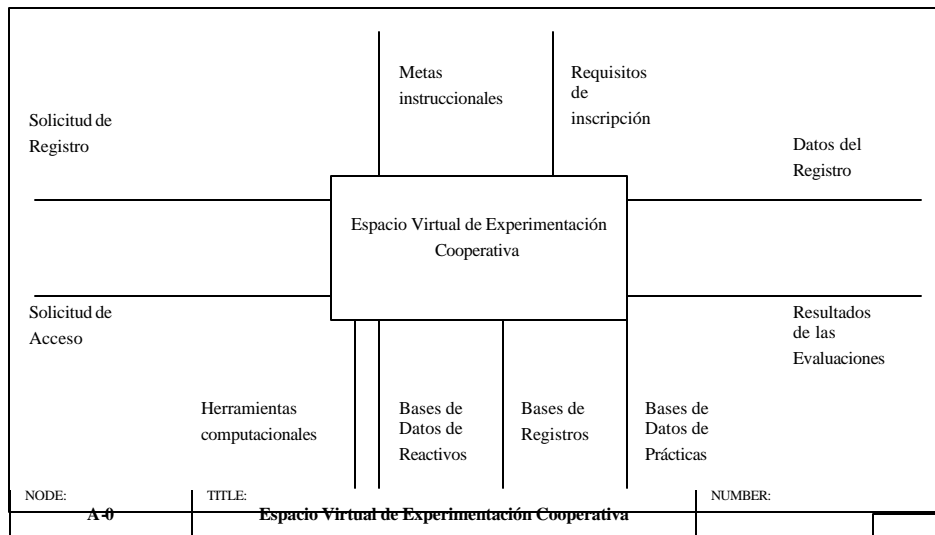 Metas
instruccionales
Requisitos
de
inscripción
Solicitud de
Registro
Datos del
Registro
Espacio Virtual de Experimentación
Cooperativa
Solicitud de
Acceso
Resultados
de las
Evaluaciones
Herramientas
computacionales
Bases de
Datos de
Reactivos
Bases de
Registros
Bases de
Datos de
Prácticas
NODE:
A-0
TITLE:
Espacio Virtual de Experimentación Cooperativa
NUMBER: